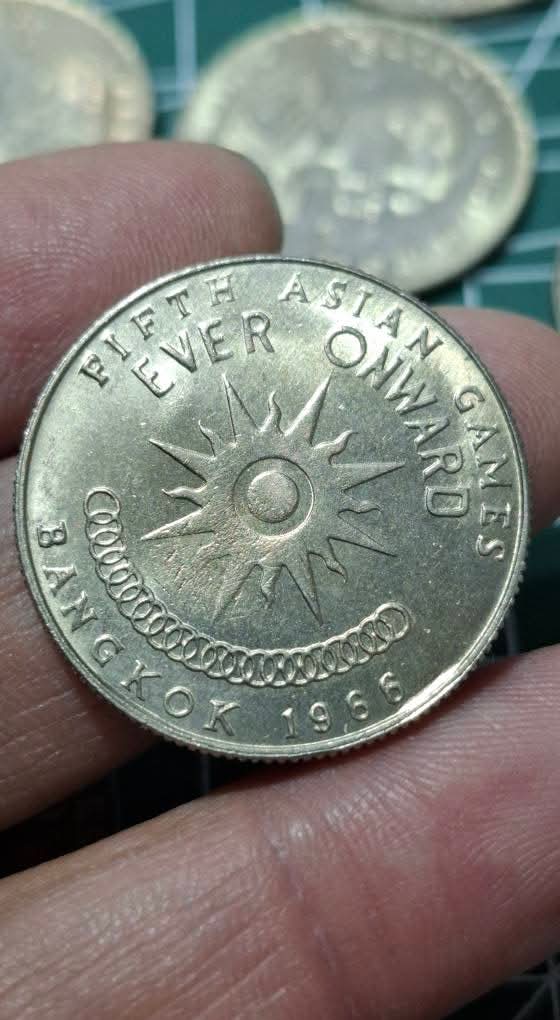 FIFTH ASIAN GAMES
EVER ONWARD
BANGKOK 1966